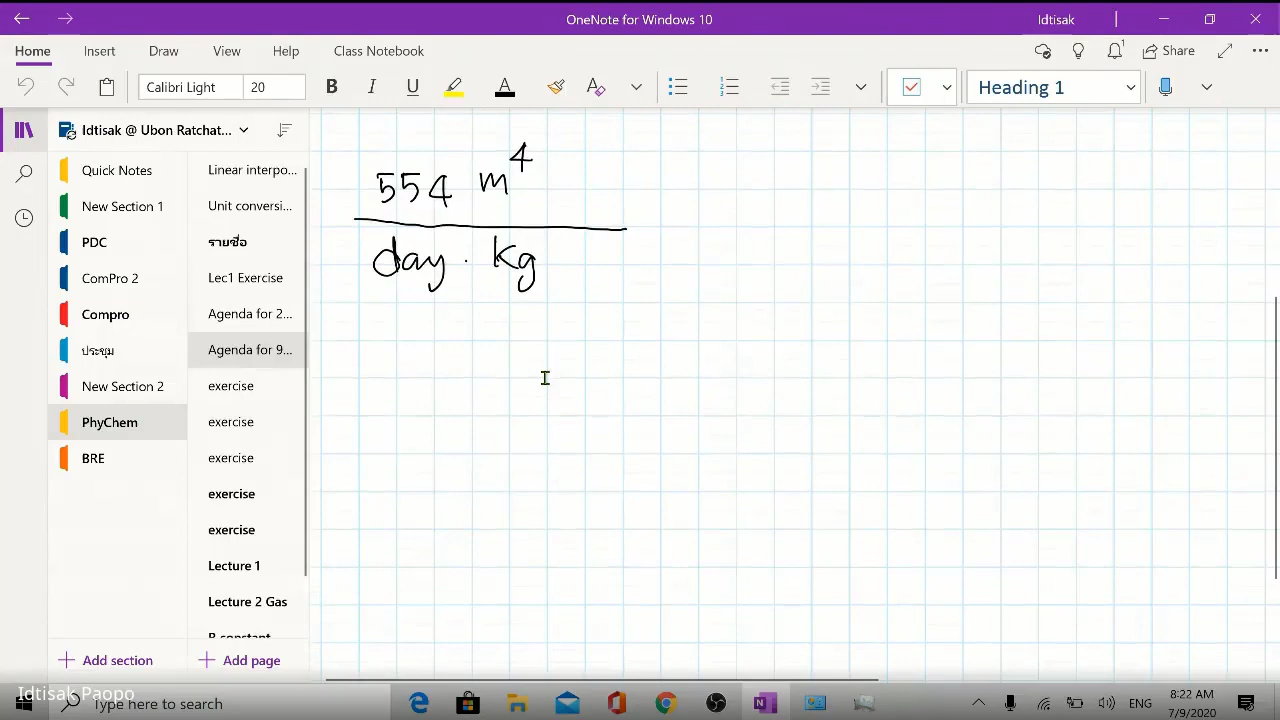 OneNote for Windows 10
Idtisak
Home Insert Draw View Help Class Notebook
Share
Calibri Light 20 B I U A Heading 1
Idtisak @ Ubon Ratchat...
Quick Notes
New Section 1
PDC
ComPro 2
Compro
ประชุม
New Section 2
PhyChem
BRE
Add section
Linear interpo...
Unit conversi...
รายชื่อ
Lec1 Exercise
Agenda for 2...
Agenda for 9...
exercise
exercise
exercise
exercise
exercise
Lecture 1
Lecture 2 Gas
R constant
Add page
554 m⁴
day . kg
Idtisak Paopo
Type here to search
ENG
8:22 AM
7/9/2020